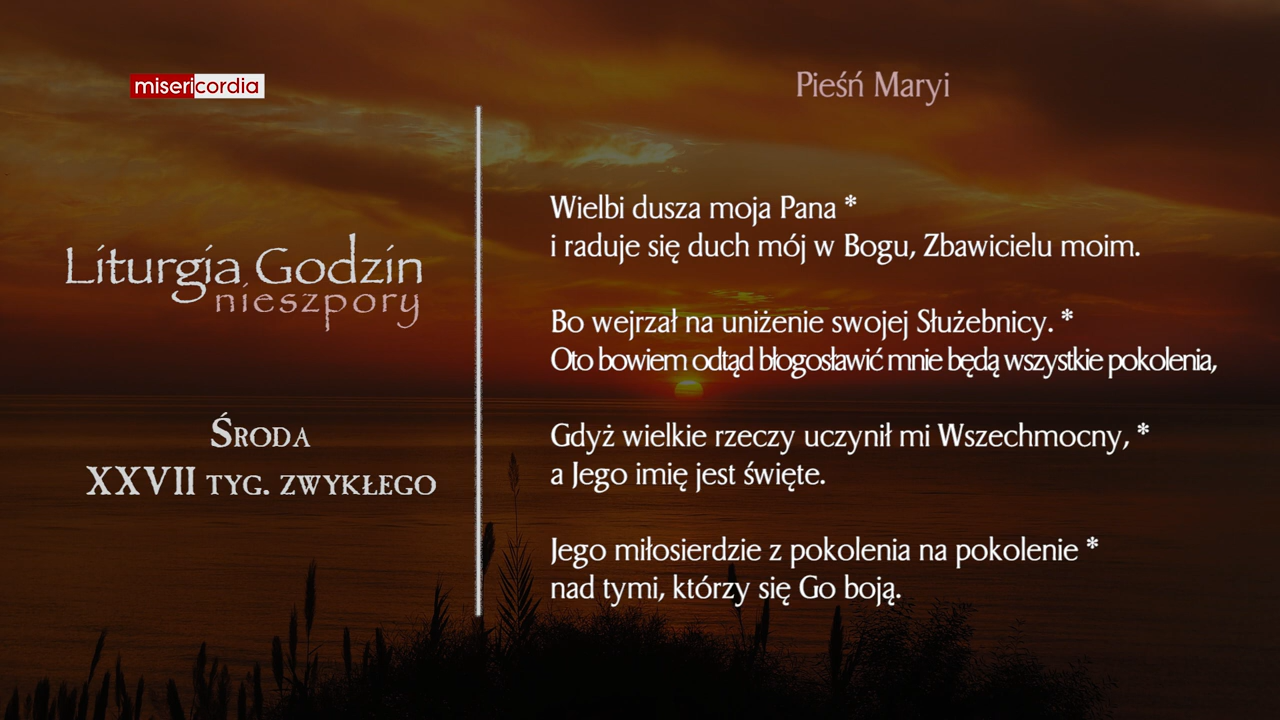 misericordia
Liturgia Godzin
nieszpory
Środa
XXVII tyg. zwykłego
Pieśń Maryi
Wielbi dusza moja Pana *
i raduje się duch mój w Bogu, Zbawicielu moim.
Bo wejrzał na uniżenie swojej Służebnicy. *
Oto bowiem odtąd błogosławić mnie będą wszystkie pokolenia,
Gdyż wielkie rzeczy uczynił mi Wszechmocny, *
a Jego imię jest święte.
Jego miłosierdzie z pokolenia na pokolenie *
nad tymi, którzy się Go boją.